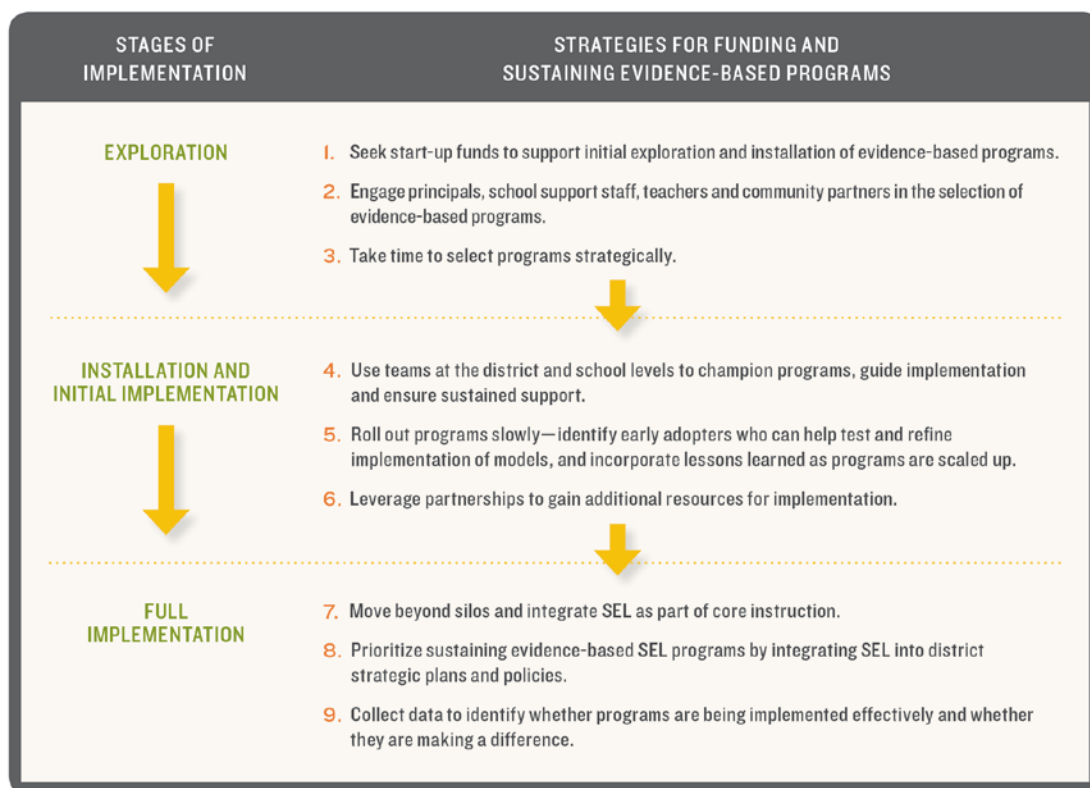 STAGES OF
IMPLEMENTATION
STRATEGIES FOR FUNDING AND
SUSTAINING EVIDENCE-BASED PROGRAMS
EXPLORATION
1. Seek start-up funds to support initial exploration and installation of evidence-based programs.
2. Engage principals, school support staff, teachers and community partners in the selection of
evidence-based programs.
3. Take time to select programs strategically.
INSTALLATION AND
INITIAL IMPLEMENTATION
4. Use teams at the district and school levels to champion programs, guide implementation
and ensure sustained support.
5. Roll out programs slowly—identify early adopters who can help test and refine
implementation of models, and incorporate lessons learned as programs are scaled up.
6. Leverage partnerships to gain additional resources for implementation.
FULL
IMPLEMENTATION
7. Move beyond silos and integrate SEL as part of core instruction.
8. Prioritize sustaining evidence-based SEL programs by integrating SEL into district
strategic plans and policies.
9. Collect data to identify whether programs are being implemented effectively and whether
they are making a difference.